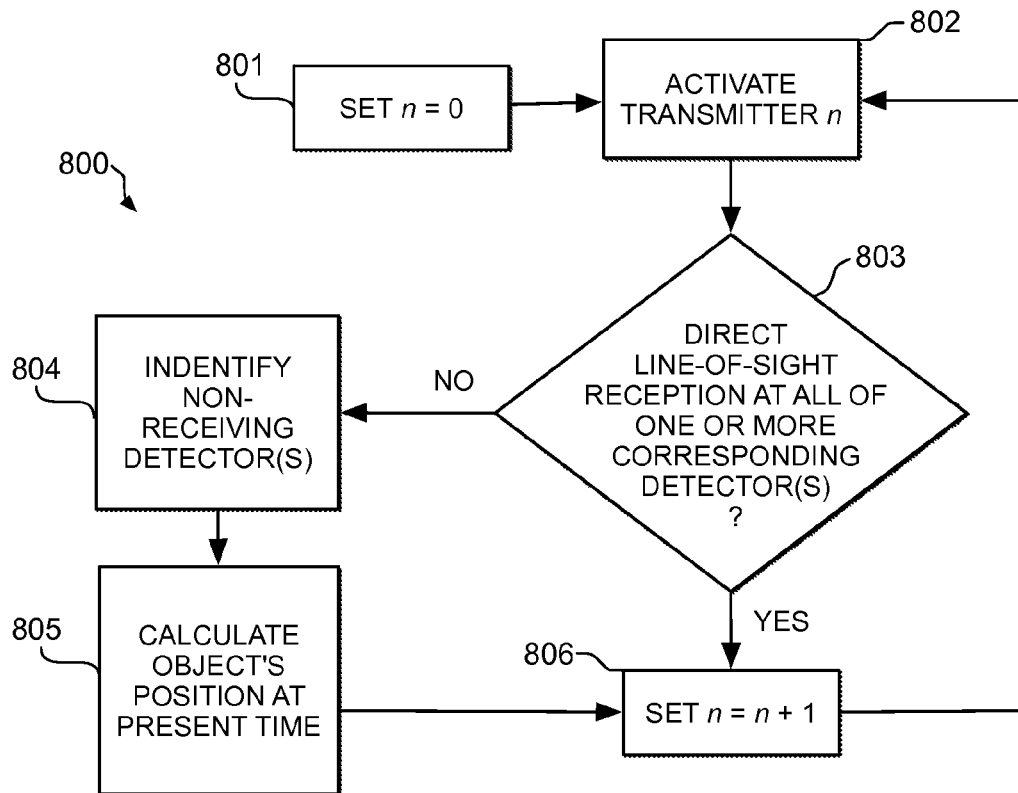 801
SET n = 0
802
ACTIVATE
TRANSMITTER n
800
803
DIRECT
LINE-OF-SIGHT
RECEPTION AT ALL OF
ONE OR MORE
CORRESPONDING
DETECTOR(S)
?
NO
804
INDENTIFY
NON-
RECEIVING
DETECTOR(S)
YES
805
CALCULATE
OBJECT'S
POSITION AT
PRESENT TIME
806
SET n = n + 1